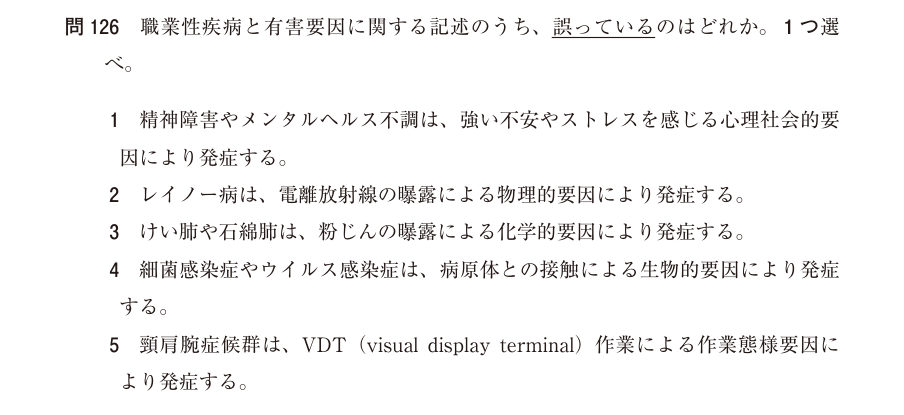 問 126　職業性疾病と有害要因に関する記述のうち、誤っているのはどれか。1つ選
べ。
1　精神障害やメンタルヘルス不調は、強い不安やストレスを感じる心理社会的要
因により発症する。
2　レイノー病は、電離放射線の曝露による物理的要因により発症する。
3　けい肺や石綿肺は、粉じんの曝露による化学的要因により発症する。
4　細菌感染症やウイルス感染症は、病原体との接触による生物的要因により発症
する。
5　頸肩腕症候群は、VDT（visual display terminal）作業による作業態様要因に
より発症する。